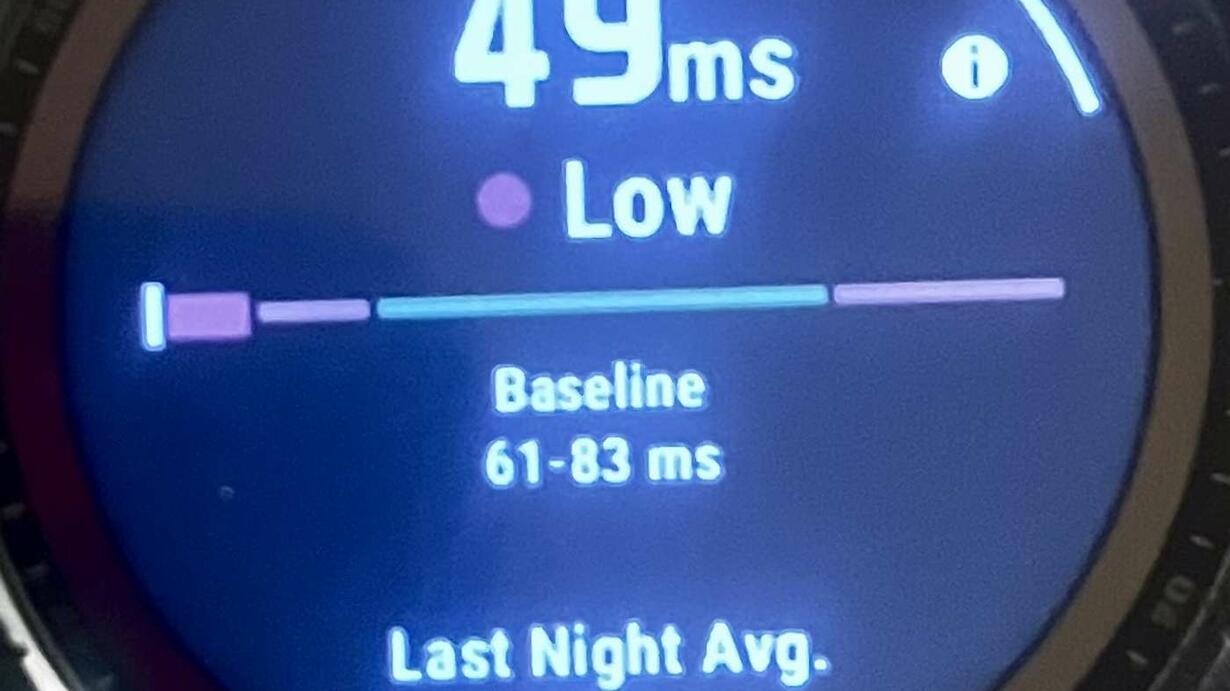 49ms
i
Low
Baseline
61-83 ms
Last Night Avg.